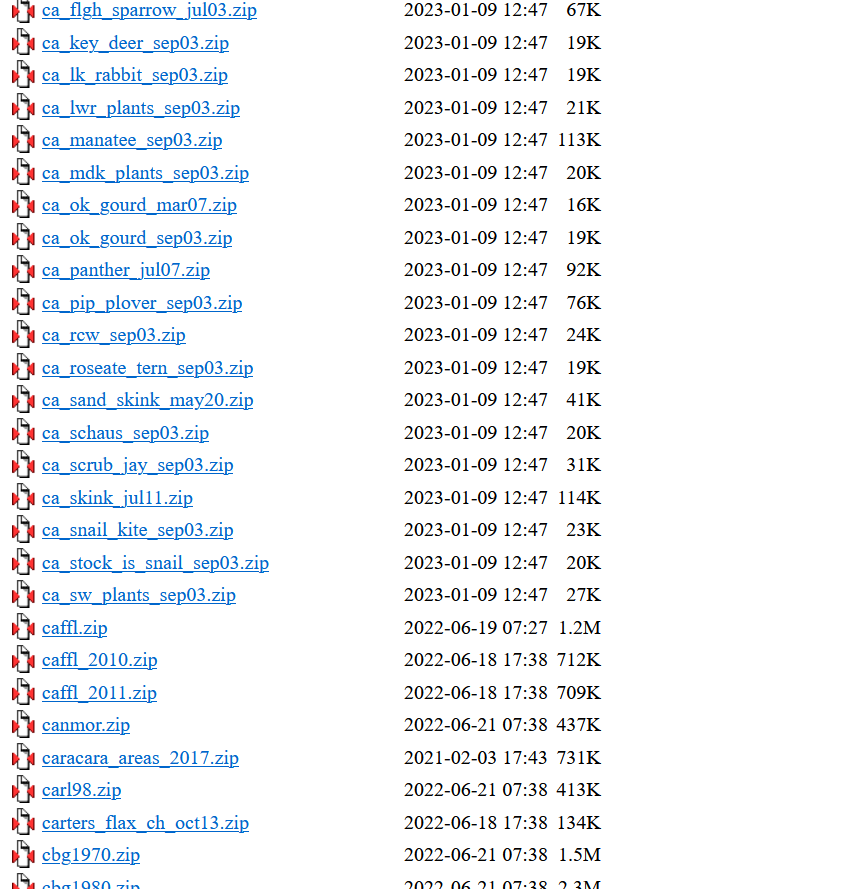 ca_flgh_sparrow_jul03.zip 2023-01-09 12:47 67K
ca_key_deer_sep03.zip 2023-01-09 12:47 19K
ca_lk_rabbit_sep03.zip 2023-01-09 12:47 19K
ca_lwr_plants_sep03.zip 2023-01-09 12:47 21K
ca_manatee_sep03.zip 2023-01-09 12:47 113K
ca_mdk_plants_sep03.zip 2023-01-09 12:47 20K
ca_ok_gourd_mar07.zip 2023-01-09 12:47 16K
ca_ok_gourd_sep03.zip 2023-01-09 12:47 19K
ca_panther_jul07.zip 2023-01-09 12:47 92K
ca_pip_plover_sep03.zip 2023-01-09 12:47 76K
ca_rcw_sep03.zip 2023-01-09 12:47 24K
ca_roseate_tern_sep03.zip 2023-01-09 12:47 19K
ca_sand_skink_may20.zip 2023-01-09 12:47 41K
ca_schaus_sep03.zip 2023-01-09 12:47 20K
ca_scrub_jay_sep03.zip 2023-01-09 12:47 31K
ca_skink_jul11.zip 2023-01-09 12:47 114K
ca_snail_kite_sep03.zip 2023-01-09 12:47 23K
ca_stock_is_snail_sep03.zip 2023-01-09 12:47 20K
ca_sw_plants_sep03.zip 2023-01-09 12:47 27K
caffl.zip 2022-06-19 07:27 1.2M
caffl_2010.zip 2022-06-18 17:38 712K
caffl_2011.zip 2022-06-18 17:38 709K
canmor.zip 2022-06-21 07:38 437K
caracara_areas_2017.zip 2021-02-03 17:43 731K
carl98.zip 2022-06-21 07:38 413K
carters_flax_ch_oct13.zip 2022-06-18 17:38 134K
cbg1970.zip 2022-06-21 07:38 1.5M
cbg1980.zip 2022-06-21 07:38 2.3M